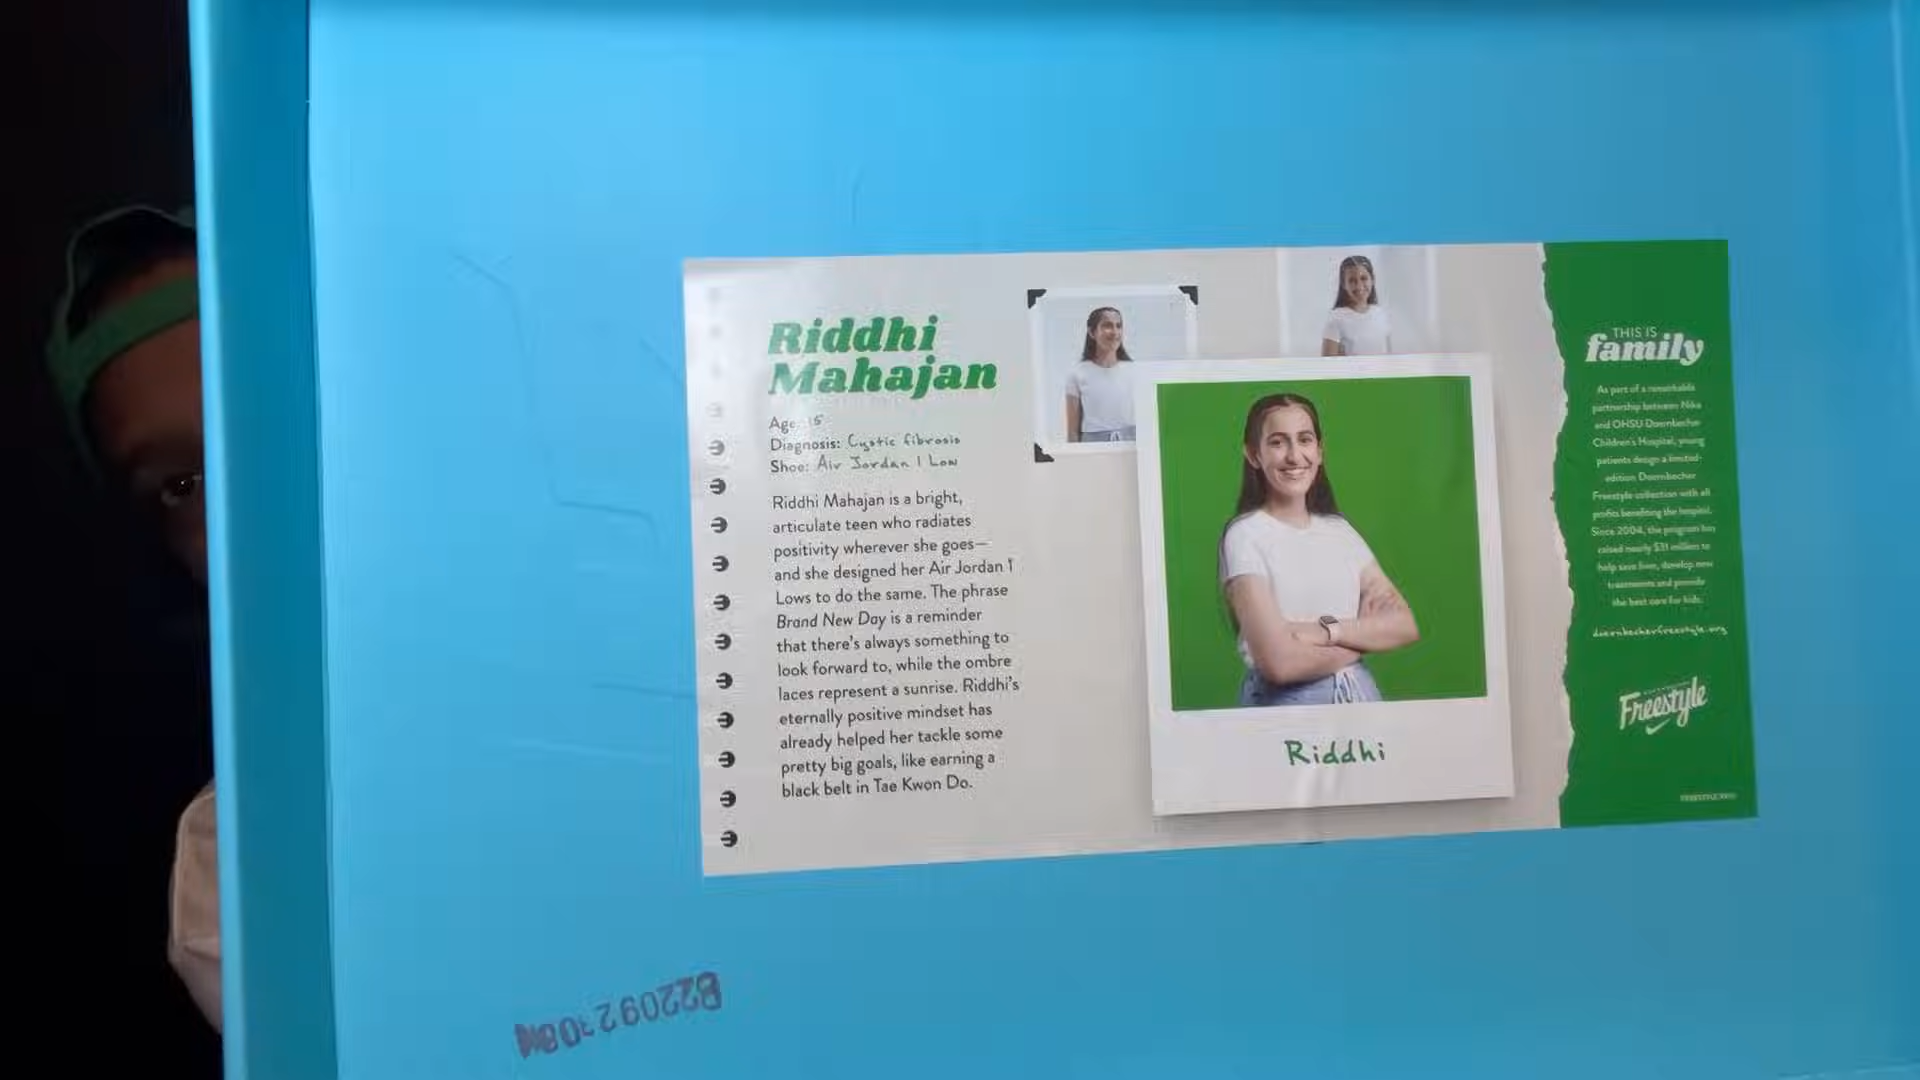 Riddhi
Mahajan
Age:
Diagnosis: Cystic fibrosis
Shoe: Air Jordan 1 Low
Riddhi Mahajan is a bright,
articulate teen who radiates
positivity wherever she goes—
and she designed her Air Jordan 1
Lows to do the same. The phrase
Brand New Day is a reminder
that there's always something to
look forward to, while the ombre
laces represent a sunrise. Riddhi's
eternally positive mindset has
already helped her tackle some
pretty big goals, like earning a
black belt in Tae Kwon Do.
Riddhi
THIS IS
family
As part of a remarkable
partnership between Nike
and OHSU Doernbecher
Children's Hospital, young
patients design a limited-
edition Doernbecher
Freestyle collection with all
profits benefiting the hospital.
Since 2004, the program has
raised nearly $31 million to
help save lives, develop new
treatments and provide
the best care for kids.
doernbecherfreestyle.org
Freestyle